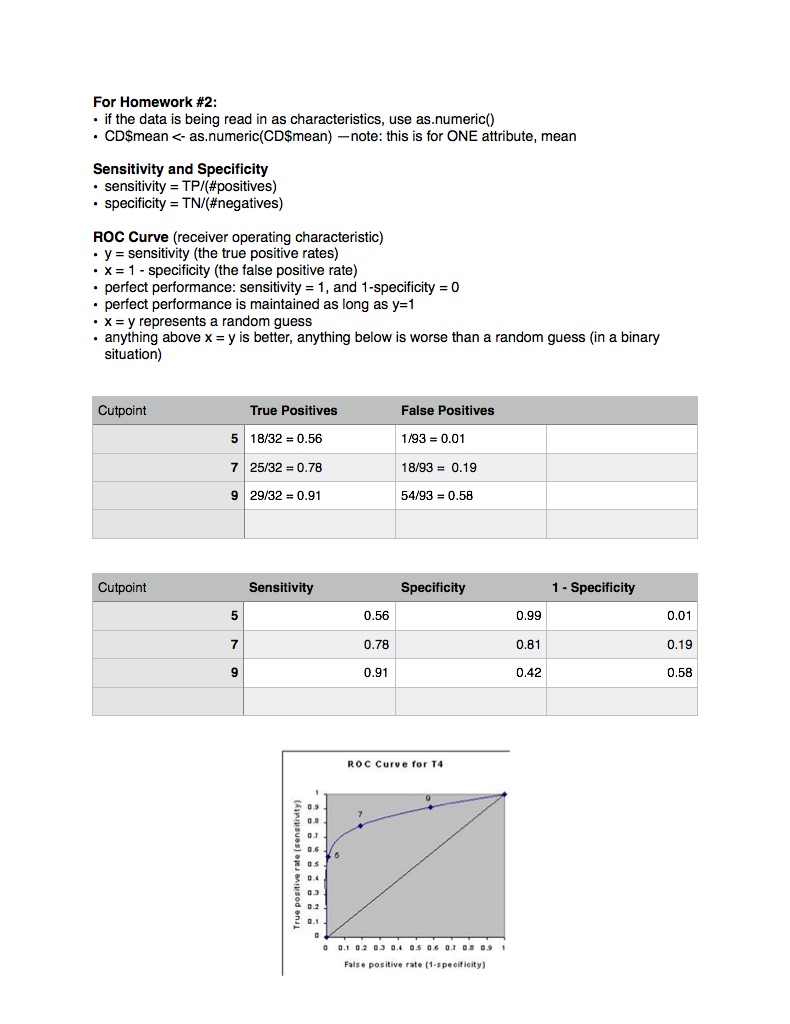 For Homework #2:
• if the data is being read in as characteristics, use as.numeric()
• CD$mean <- as.numeric(CD$mean) —note: this is for ONE attribute, mean
Sensitivity and Specificity
• sensitivity = TP/(#positives)
• specificity = TN/(#negatives)
ROC Curve (receiver operating characteristic)
• y = sensitivity (the true positive rates)
• x = 1 - specificity (the false positive rate)
• perfect performance: sensitivity = 1, and 1-specificity = 0
• perfect performance is maintained as long as y=1
• x = y represents a random guess
• anything above x = y is better, anything below is worse than a random guess (in a binary
situation)
Cutpoint True Positives False Positives
5 18/32 = 0.56 1/93 = 0.01
7 25/32 = 0.78 18/93 = 0.19
9 29/32 = 0.91 54/93 = 0.58
Cutpoint Sensitivity Specificity 1 - Specificity
5 0.56 0.99 0.01
7 0.78 0.81 0.19
9 0.91 0.42 0.58
ROC Curve for T4
True positive rate (sensitivity)
1
0.9
0.8
0.7
0.6
0.5
0.4
0.3
0.2
0.1
0
7
9
0 0.1 0.2 0.3 0.4 0.5 0.6 0.7 0.8 0.9 1
False positive rate (1-specificity)